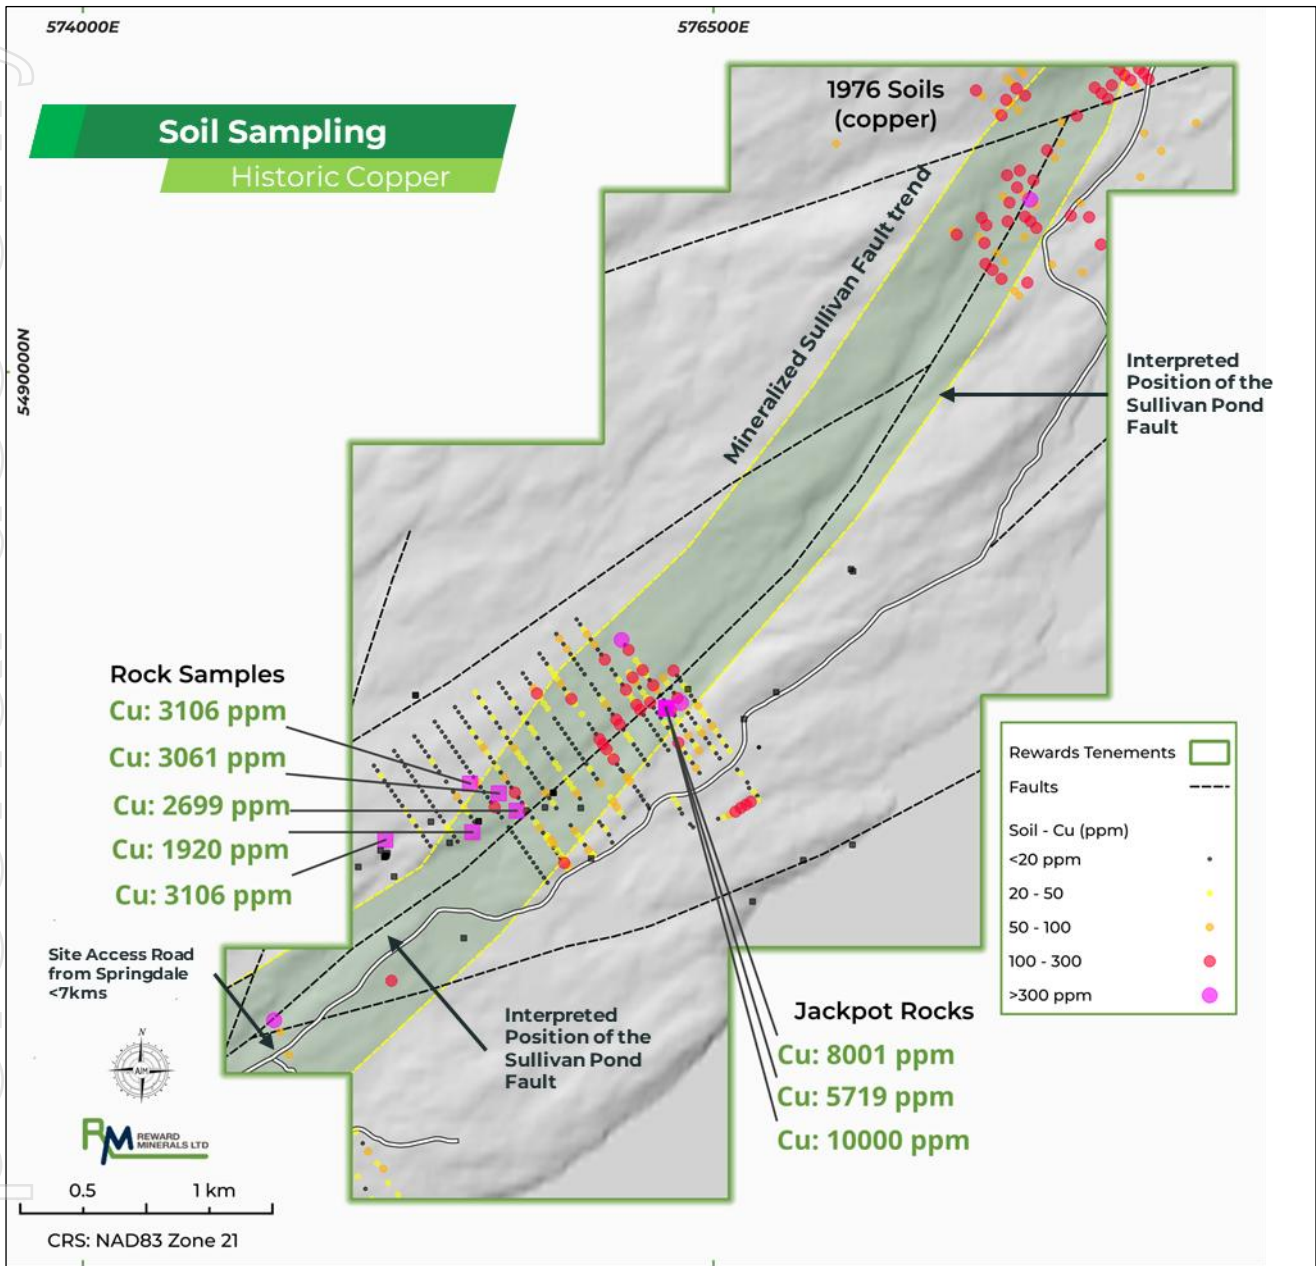 574000E
576500E
5490000N
Soil Sampling
Historic Copper
1976 Soils
(copper)
Mineralized Sullivan Fault trend
Interpreted
Position of the
Sullivan Pond
Fault
Rock Samples
Cu: 3106 ppm
Cu: 3061 ppm
Cu: 2699 ppm
Cu: 1920 ppm
Cu: 3106 ppm
Rewards Tenements
Faults
Soil - Cu (ppm)
<20 ppm
20 - 50
50 - 100
100 - 300
>300 ppm
Site Access Road
from Springdale
<7kms
Interpreted
Position of the
Sullivan Pond
Fault
Jackpot Rocks
Cu: 8001 ppm
Cu: 5719 ppm
Cu: 10000 ppm
N
AJM
RM REWARD
MINERALS LTD
0.5 1 km
CRS: NAD83 Zone 21